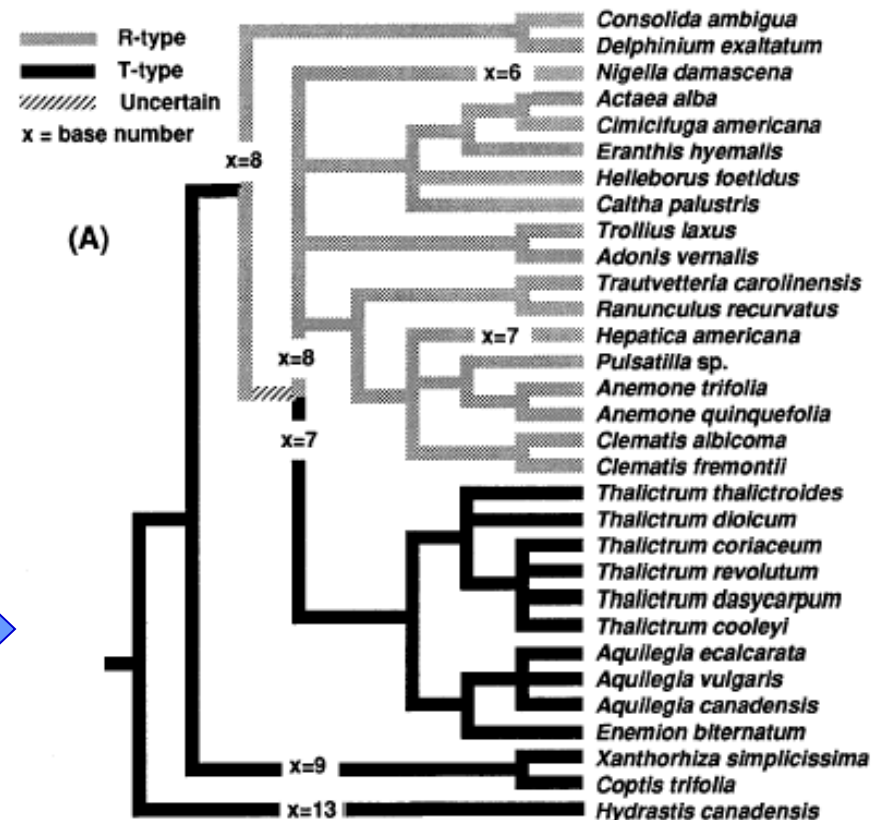 R-type
T-type
Uncertain
x = base number
(A)
x=8
x=6
x=8
x=7
x=7
x=9
x=13
Consolida ambigua
Delphinium exaltatum
Nigella damascena
Actaea alba
Cimicifuga americana
Eranthis hyemalis
Helleborus foetidus
Caltha palustris
Trollius laxus
Adonis vernalis
Trautvetteria carolinensis
Ranunculus recurvatus
Hepatica americana
Pulsatilla sp.
Anemone trifolia
Anemone quinquefolia
Clematis albicoma
Clematis fremontii
Thalictrum thalictroides
Thalictrum dioicum
Thalictrum coriaceum
Thalictrum revolutum
Thalictrum dasycarpum
Thalictrum cooleyi
Aquilegia ecalcarata
Aquilegia vulgaris
Aquilegia canadensis
Enemion biternatum
Xanthorhiza simplicissima
Coptis trifolia
Hydrastis canadensis